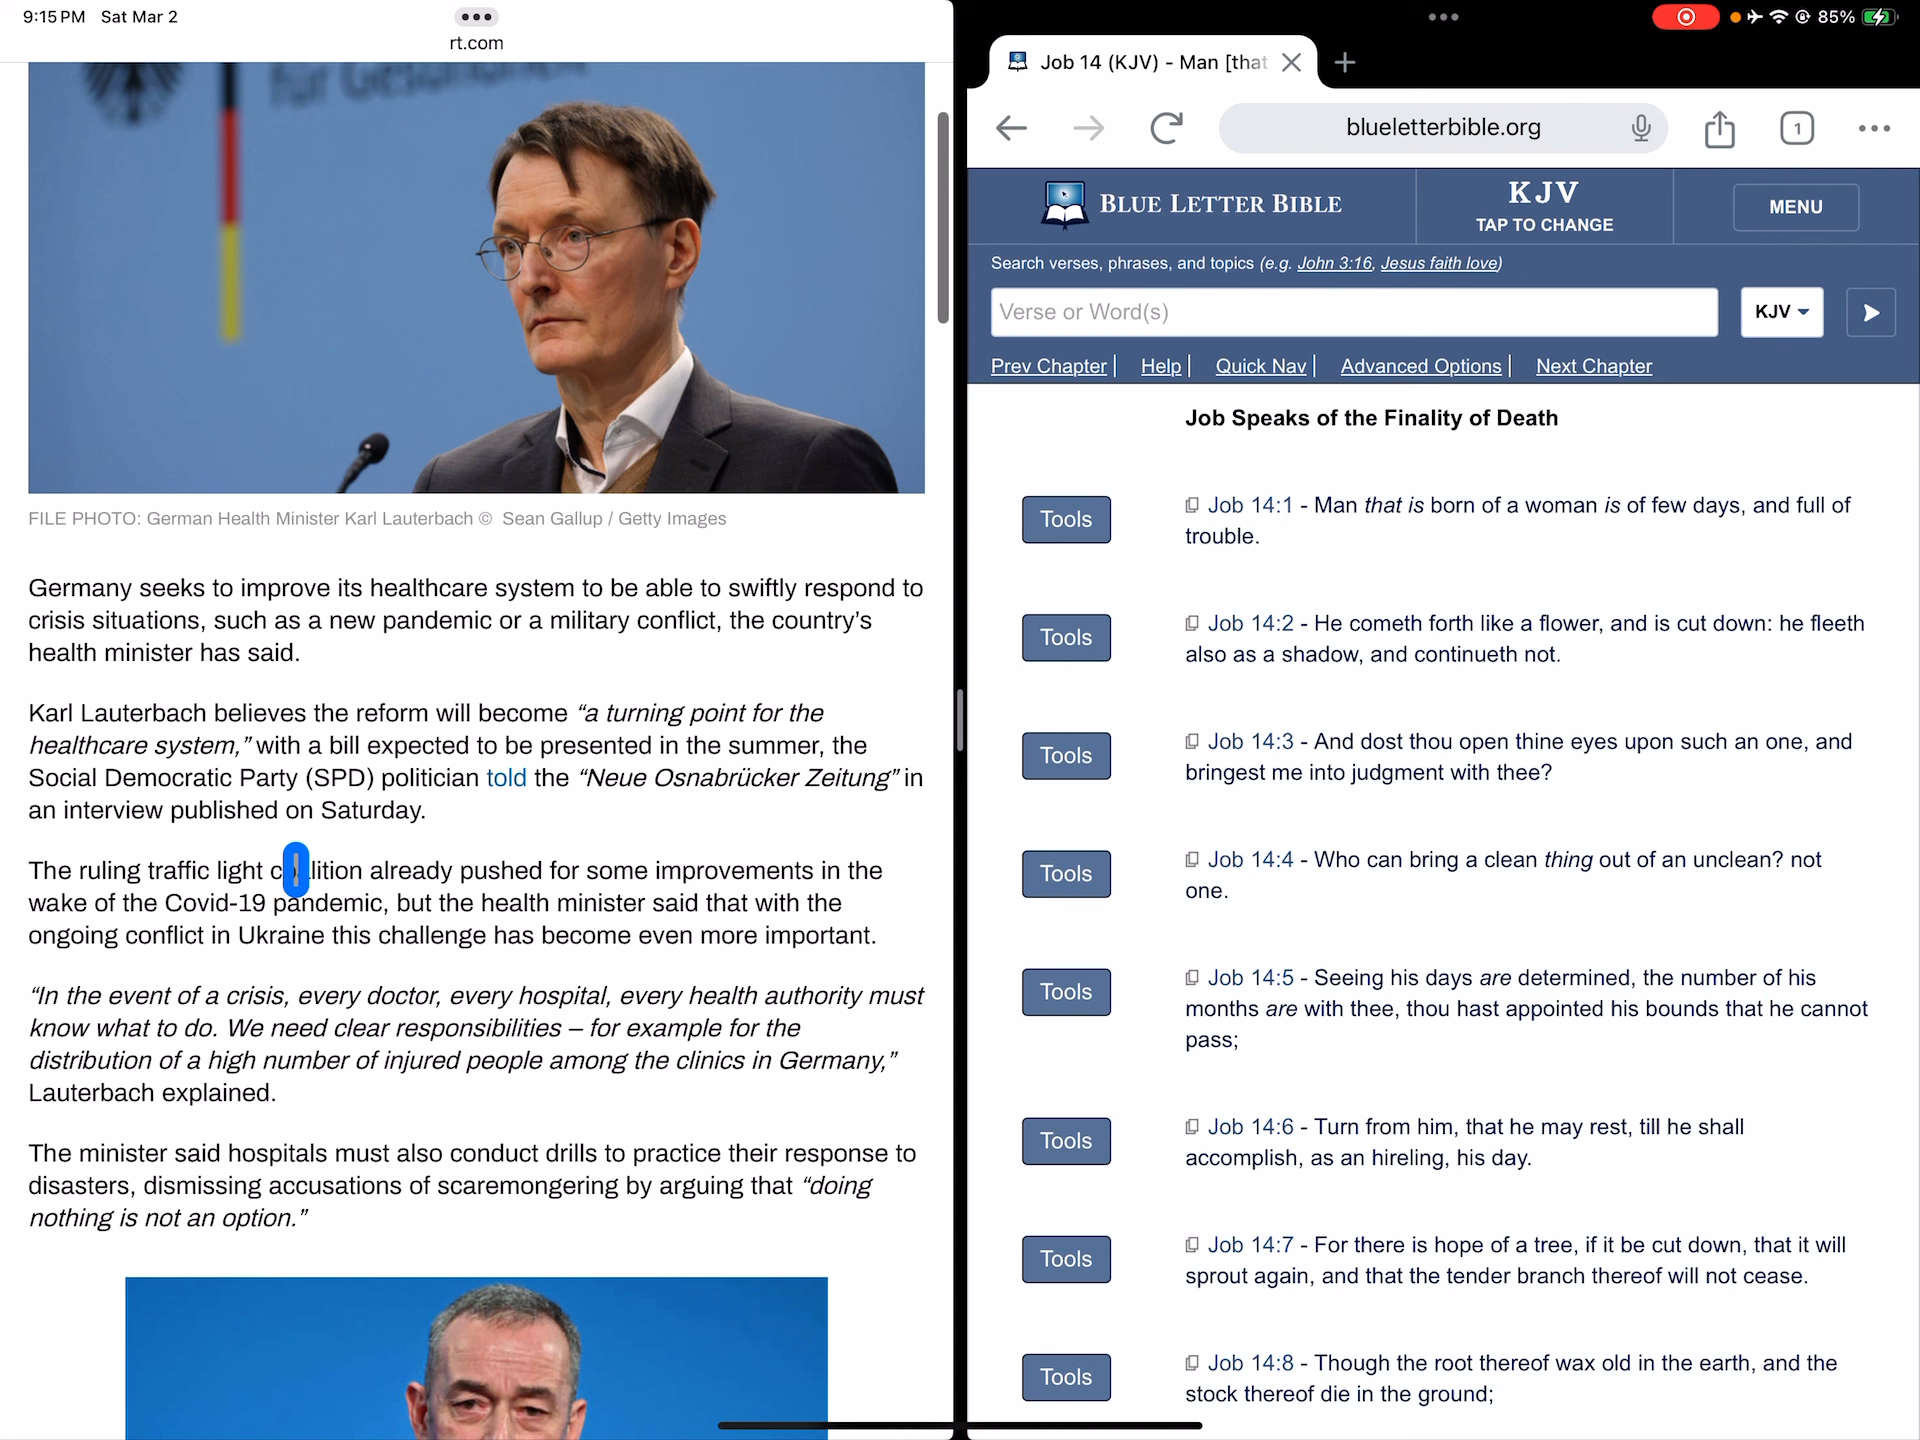 9:15 PM Sat Mar 2
rt.com
für Gesundheit
FILE PHOTO: German Health Minister Karl Lauterbach © Sean Gallup / Getty Images
Germany seeks to improve its healthcare system to be able to swiftly respond to
crisis situations, such as a new pandemic or a military conflict, the country’s
health minister has said.
Karl Lauterbach believes the reform will become “a turning point for the
healthcare system,” with a bill expected to be presented in the summer, the
Social Democratic Party (SPD) politician told the “Neue Osnabrücker Zeitung” in
an interview published on Saturday.
The ruling traffic light coalition already pushed for some improvements in the
wake of the Covid-19 pandemic, but the health minister said that with the
ongoing conflict in Ukraine this challenge has become even more important.
“In the event of a crisis, every doctor, every hospital, every health authority must
know what to do. We need clear responsibilities – for example for the
distribution of a high number of injured people among the clinics in Germany,”
Lauterbach explained.
The minister said hospitals must also conduct drills to practice their response to
disasters, dismissing accusations of scaremongering by arguing that “doing
nothing is not an option.”
85%
Job 14 (KJV) - Man [that
blueletterbible.org
1
BLUE LETTER BIBLE
KJV
TAP TO CHANGE
MENU
Search verses, phrases, and topics (e.g. John 3:16, Jesus faith love)
Verse or Word(s)
KJV
Prev Chapter | Help | Quick Nav | Advanced Options | Next Chapter
Job Speaks of the Finality of Death
Tools
Job 14:1 - Man that is born of a woman is of few days, and full of
trouble.
Tools
Job 14:2 - He cometh forth like a flower, and is cut down: he fleeth
also as a shadow, and continueth not.
Tools
Job 14:3 - And dost thou open thine eyes upon such an one, and
bringest me into judgment with thee?
Tools
Job 14:4 - Who can bring a clean thing out of an unclean? not
one.
Tools
Job 14:5 - Seeing his days are determined, the number of his
months are with thee, thou hast appointed his bounds that he cannot
pass;
Tools
Job 14:6 - Turn from him, that he may rest, till he shall
accomplish, as an hireling, his day.
Tools
Job 14:7 - For there is hope of a tree, if it be cut down, that it will
sprout again, and that the tender branch thereof will not cease.
Tools
Job 14:8 - Though the root thereof wax old in the earth, and the
stock thereof die in the ground;